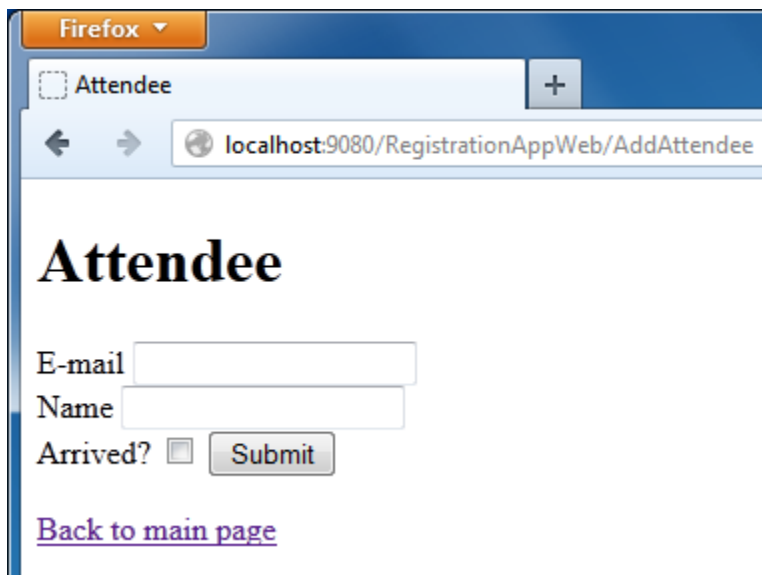 Firefox
Attendee
localhost:9080/RegistrationAppWeb/AddAttendee
Attendee
E-mail
Name
Arrived? Submit
Back to main page